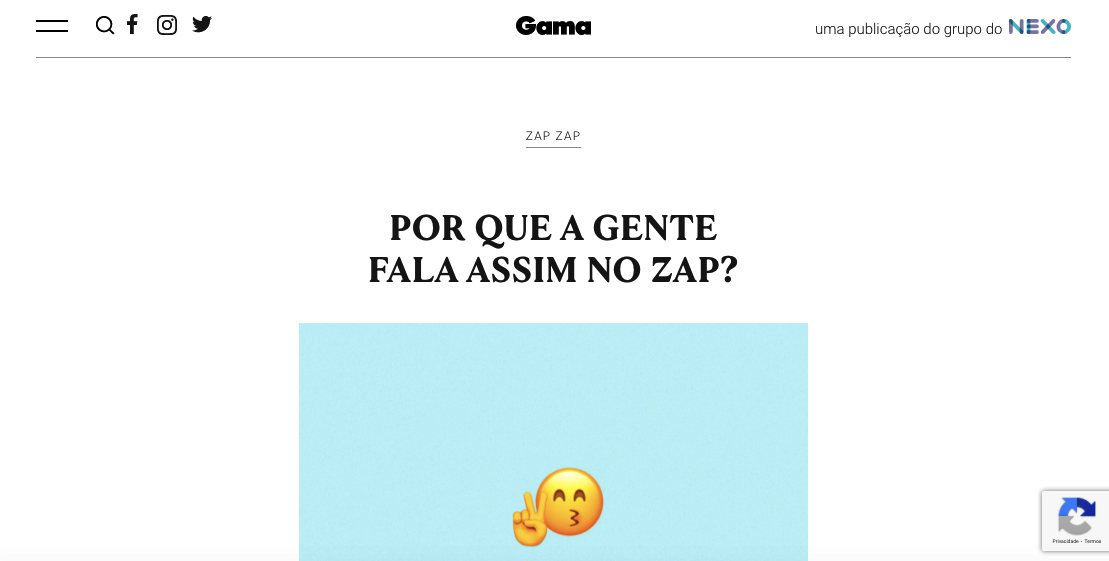 Gama
uma publicação do grupo do NEXO
ZAP ZAP
POR QUE A GENTE
FALA ASSIM NO ZAP?
Privacidade - Termos